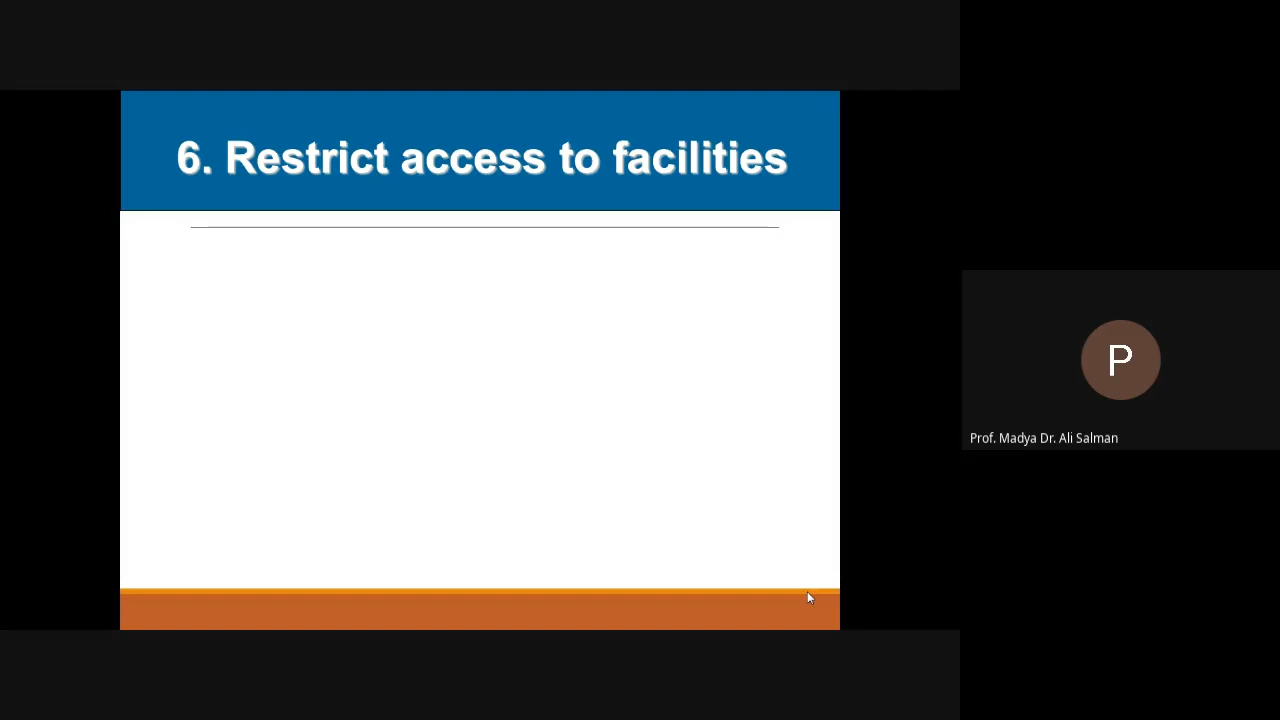 6. Restrict access to facilities
P
Prof. Madya Dr. Ali Salman